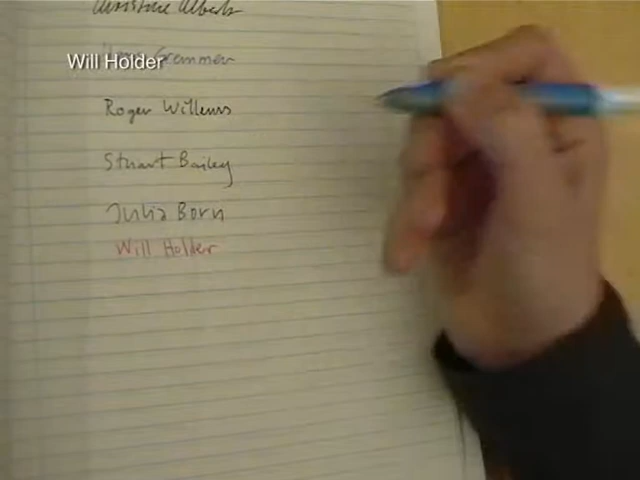 Will Holder
Roger Willems
Stuart Bailey
Julia Born
Will Holder